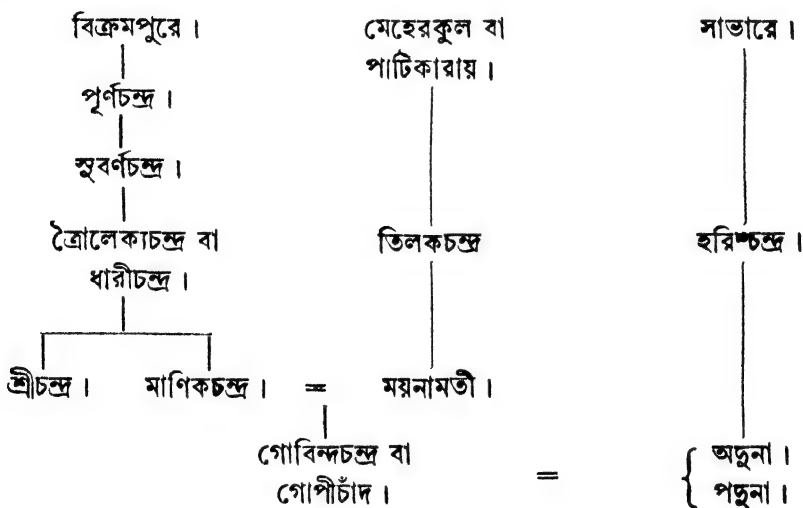 বিক্রমপুরে । মেহেরকুল বা সাভারে ।
পাটিকারায় ।
পূর্ণচন্দ্র ।
সুবর্ণচন্দ্র ।
ত্রৈালেক্যচন্দ্র বা তিলকচন্দ্র হরিশ্চন্দ্র ।
ধারীচন্দ্র ।
শ্রীচন্দ্র । মাণিকচন্দ্র । = ময়নামতী ।
গোবিন্দচন্দ্র বা অদুনা ।
গোপীচাঁদ । = { পদুনা ।